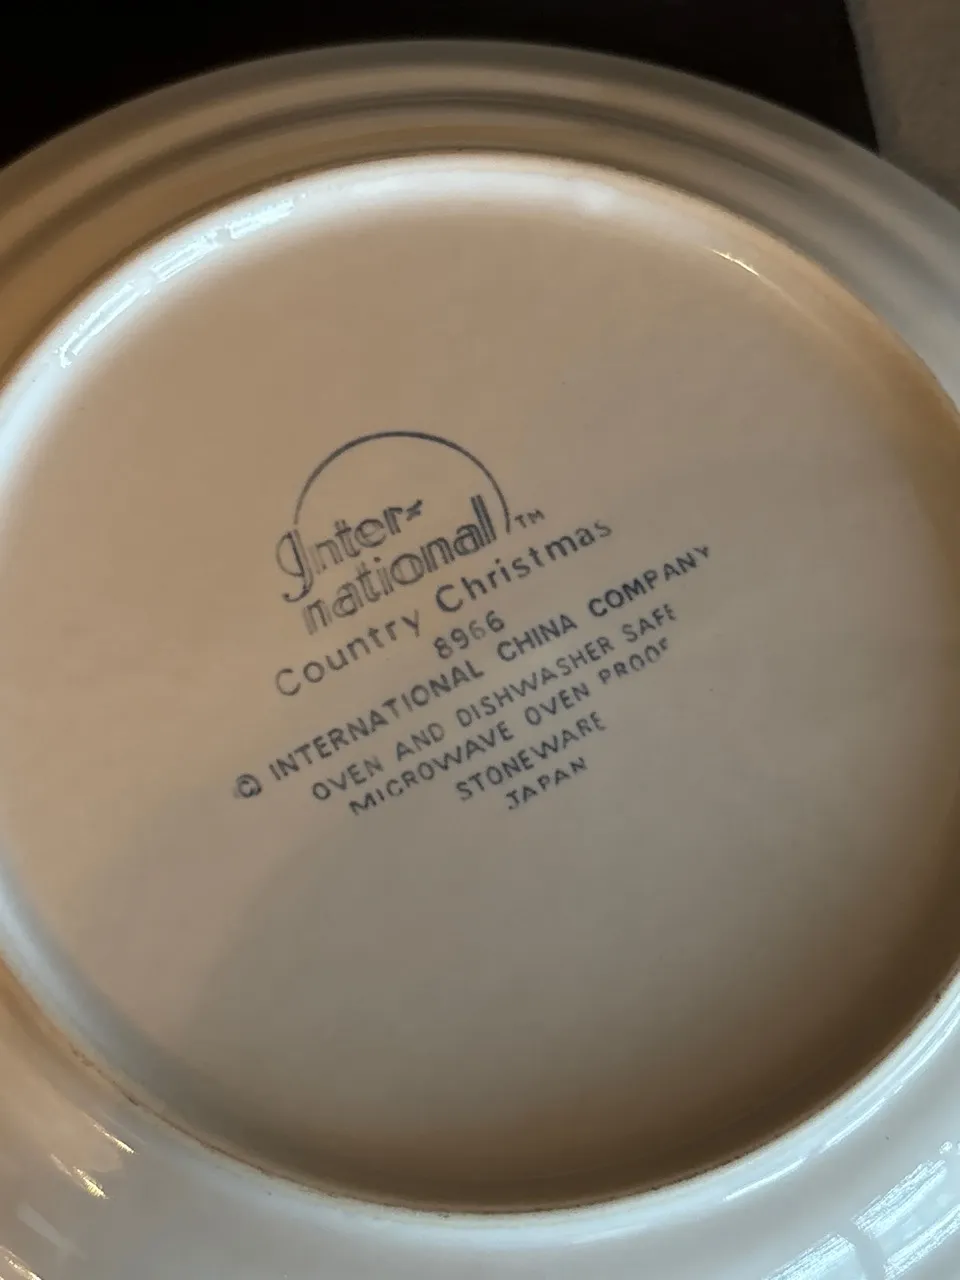 Inter-
national™
Country Christmas
8966
© INTERNATIONAL CHINA COMPANY
OVEN AND DISHWASHER SAFE
MICROWAVE OVEN PROOF
STONEWARE
JAPAN